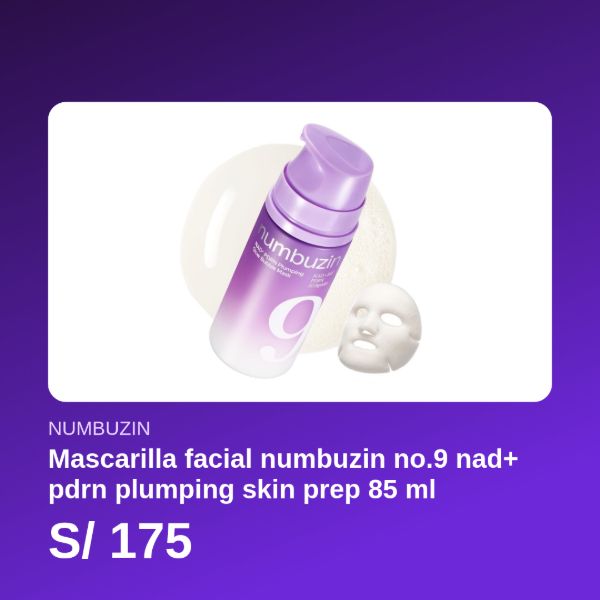 numbuzin
9
NUMBUZIN
Mascarilla facial numbuzin no.9 nad+
pdrn plumping skin prep 85 ml
S/ 175